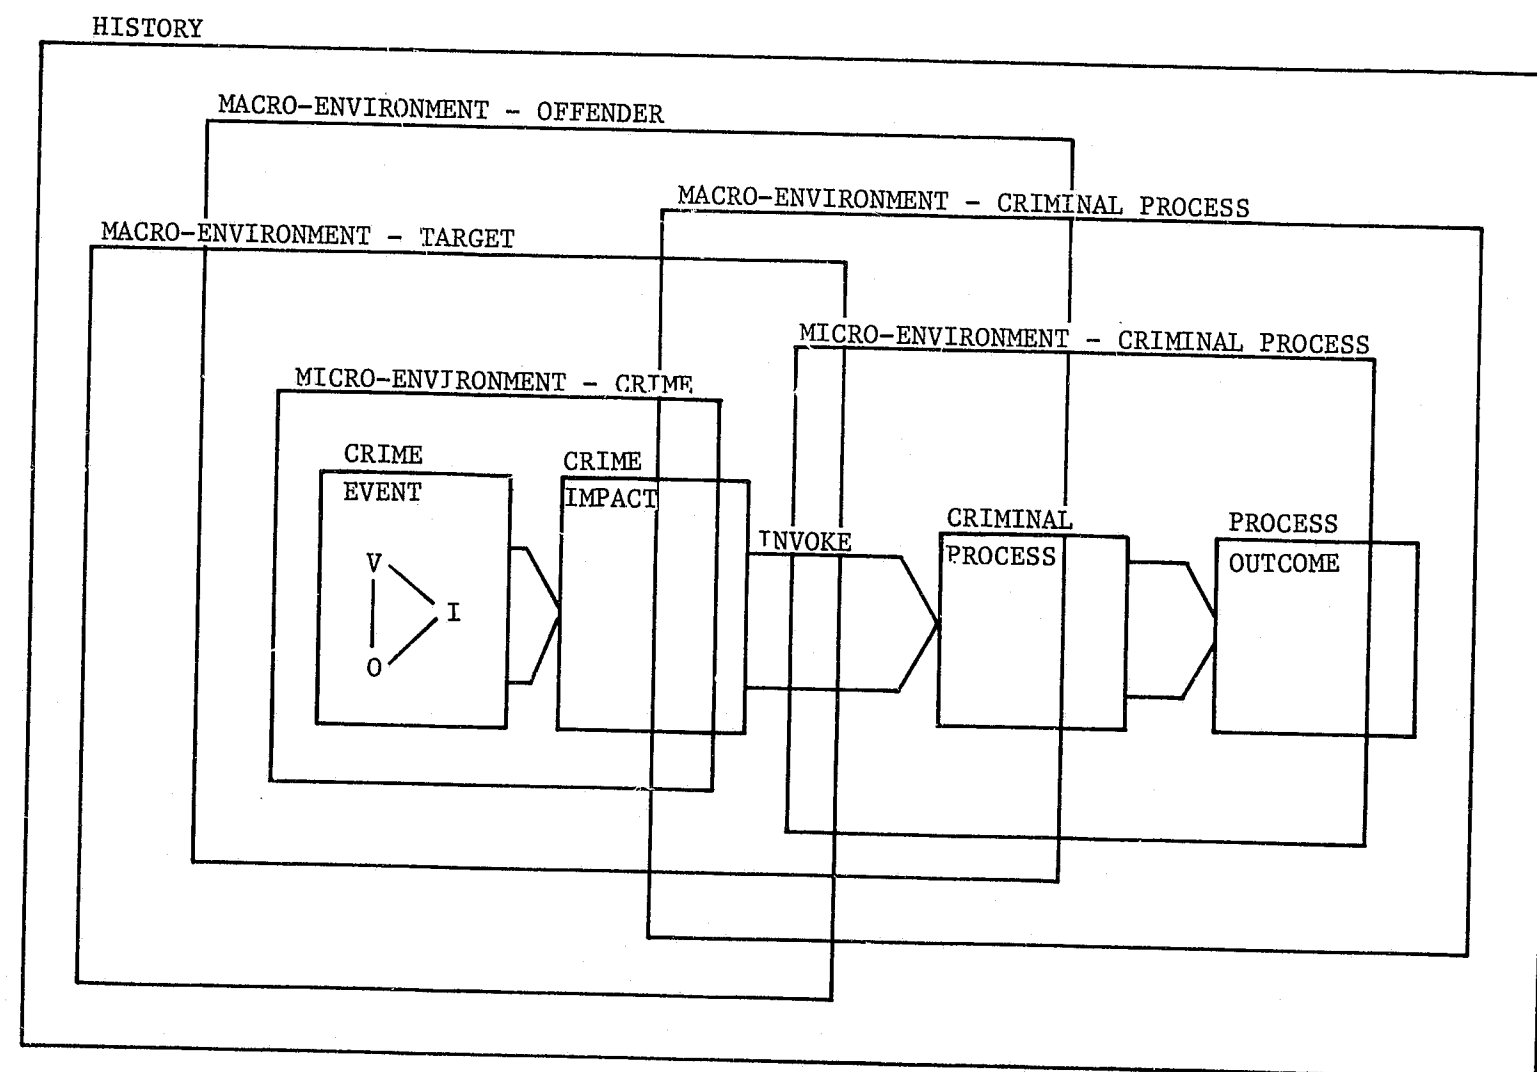 HISTORY
MACRO-ENVIRONMENT - OFFENDER
MACRO-ENVIRONMENT - CRIMINAL PROCESS
MACRO-ENVIRONMENT - TARGET
MICRO-ENVIRONMENT - CRIMINAL PROCESS
MICRO-ENVIRONMENT - CRIME
CRIME
EVENT
V
I
O
CRIME
IMPACT
INVOKE
CRIMINAL
PROCESS
PROCESS
OUTCOME